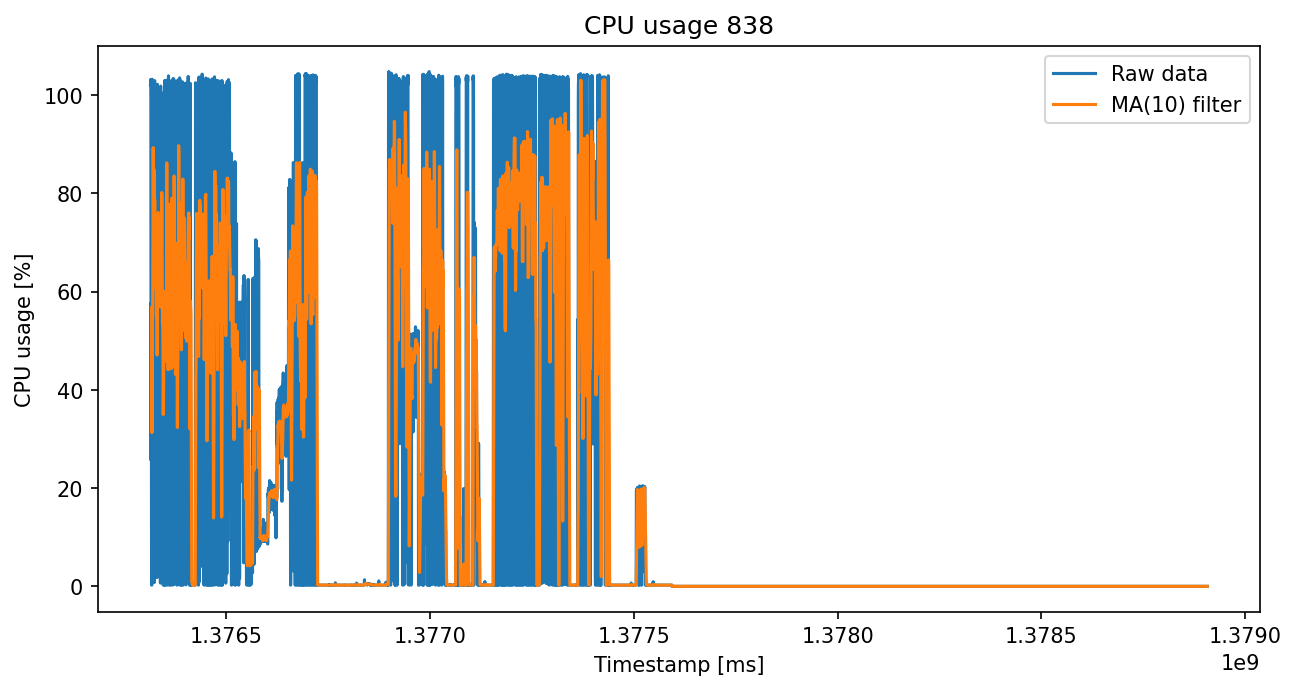 CPU usage 838
Raw data
MA(10) filter
CPU usage [%]
100
80
60
40
20
0
1.3765 1.3770 1.3775 1.3780 1.3785 1.3790
1e9
Timestamp [ms]